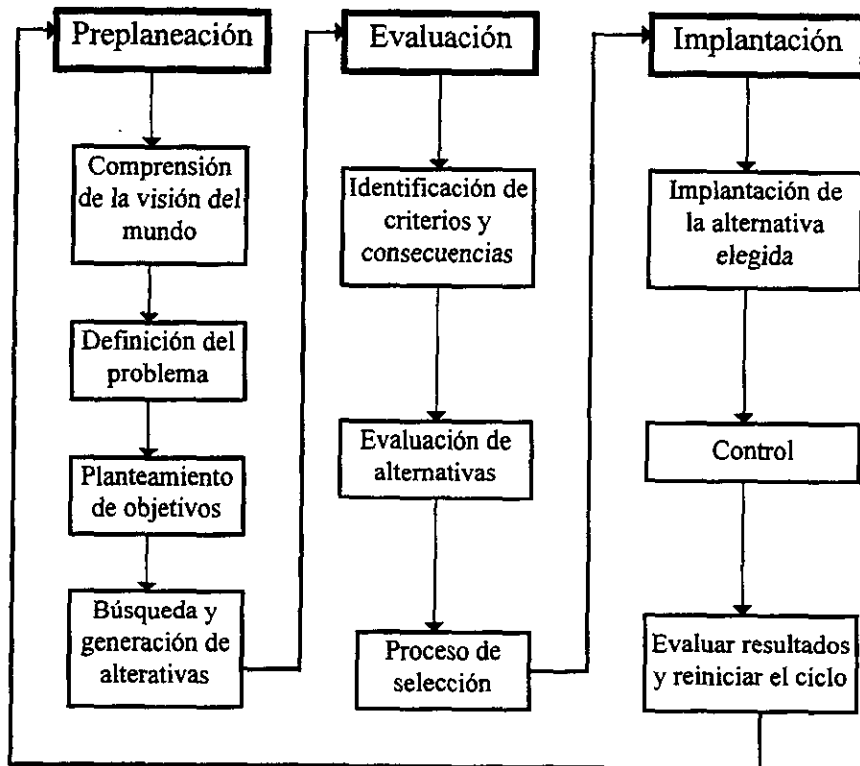 Preplaneación
Comprensión
de la visión del
mundo
Definición del
problema
Planteamiento
de objetivos
Búsqueda y
generación de
alterativas
Evaluación
Identificación de
criterios y
consecuencias
Evaluación de
alternativas
Proceso de
selección
Implantación
Implantación de
la alternativa
elegida
Control
Evaluar resultados
y reiniciar el ciclo